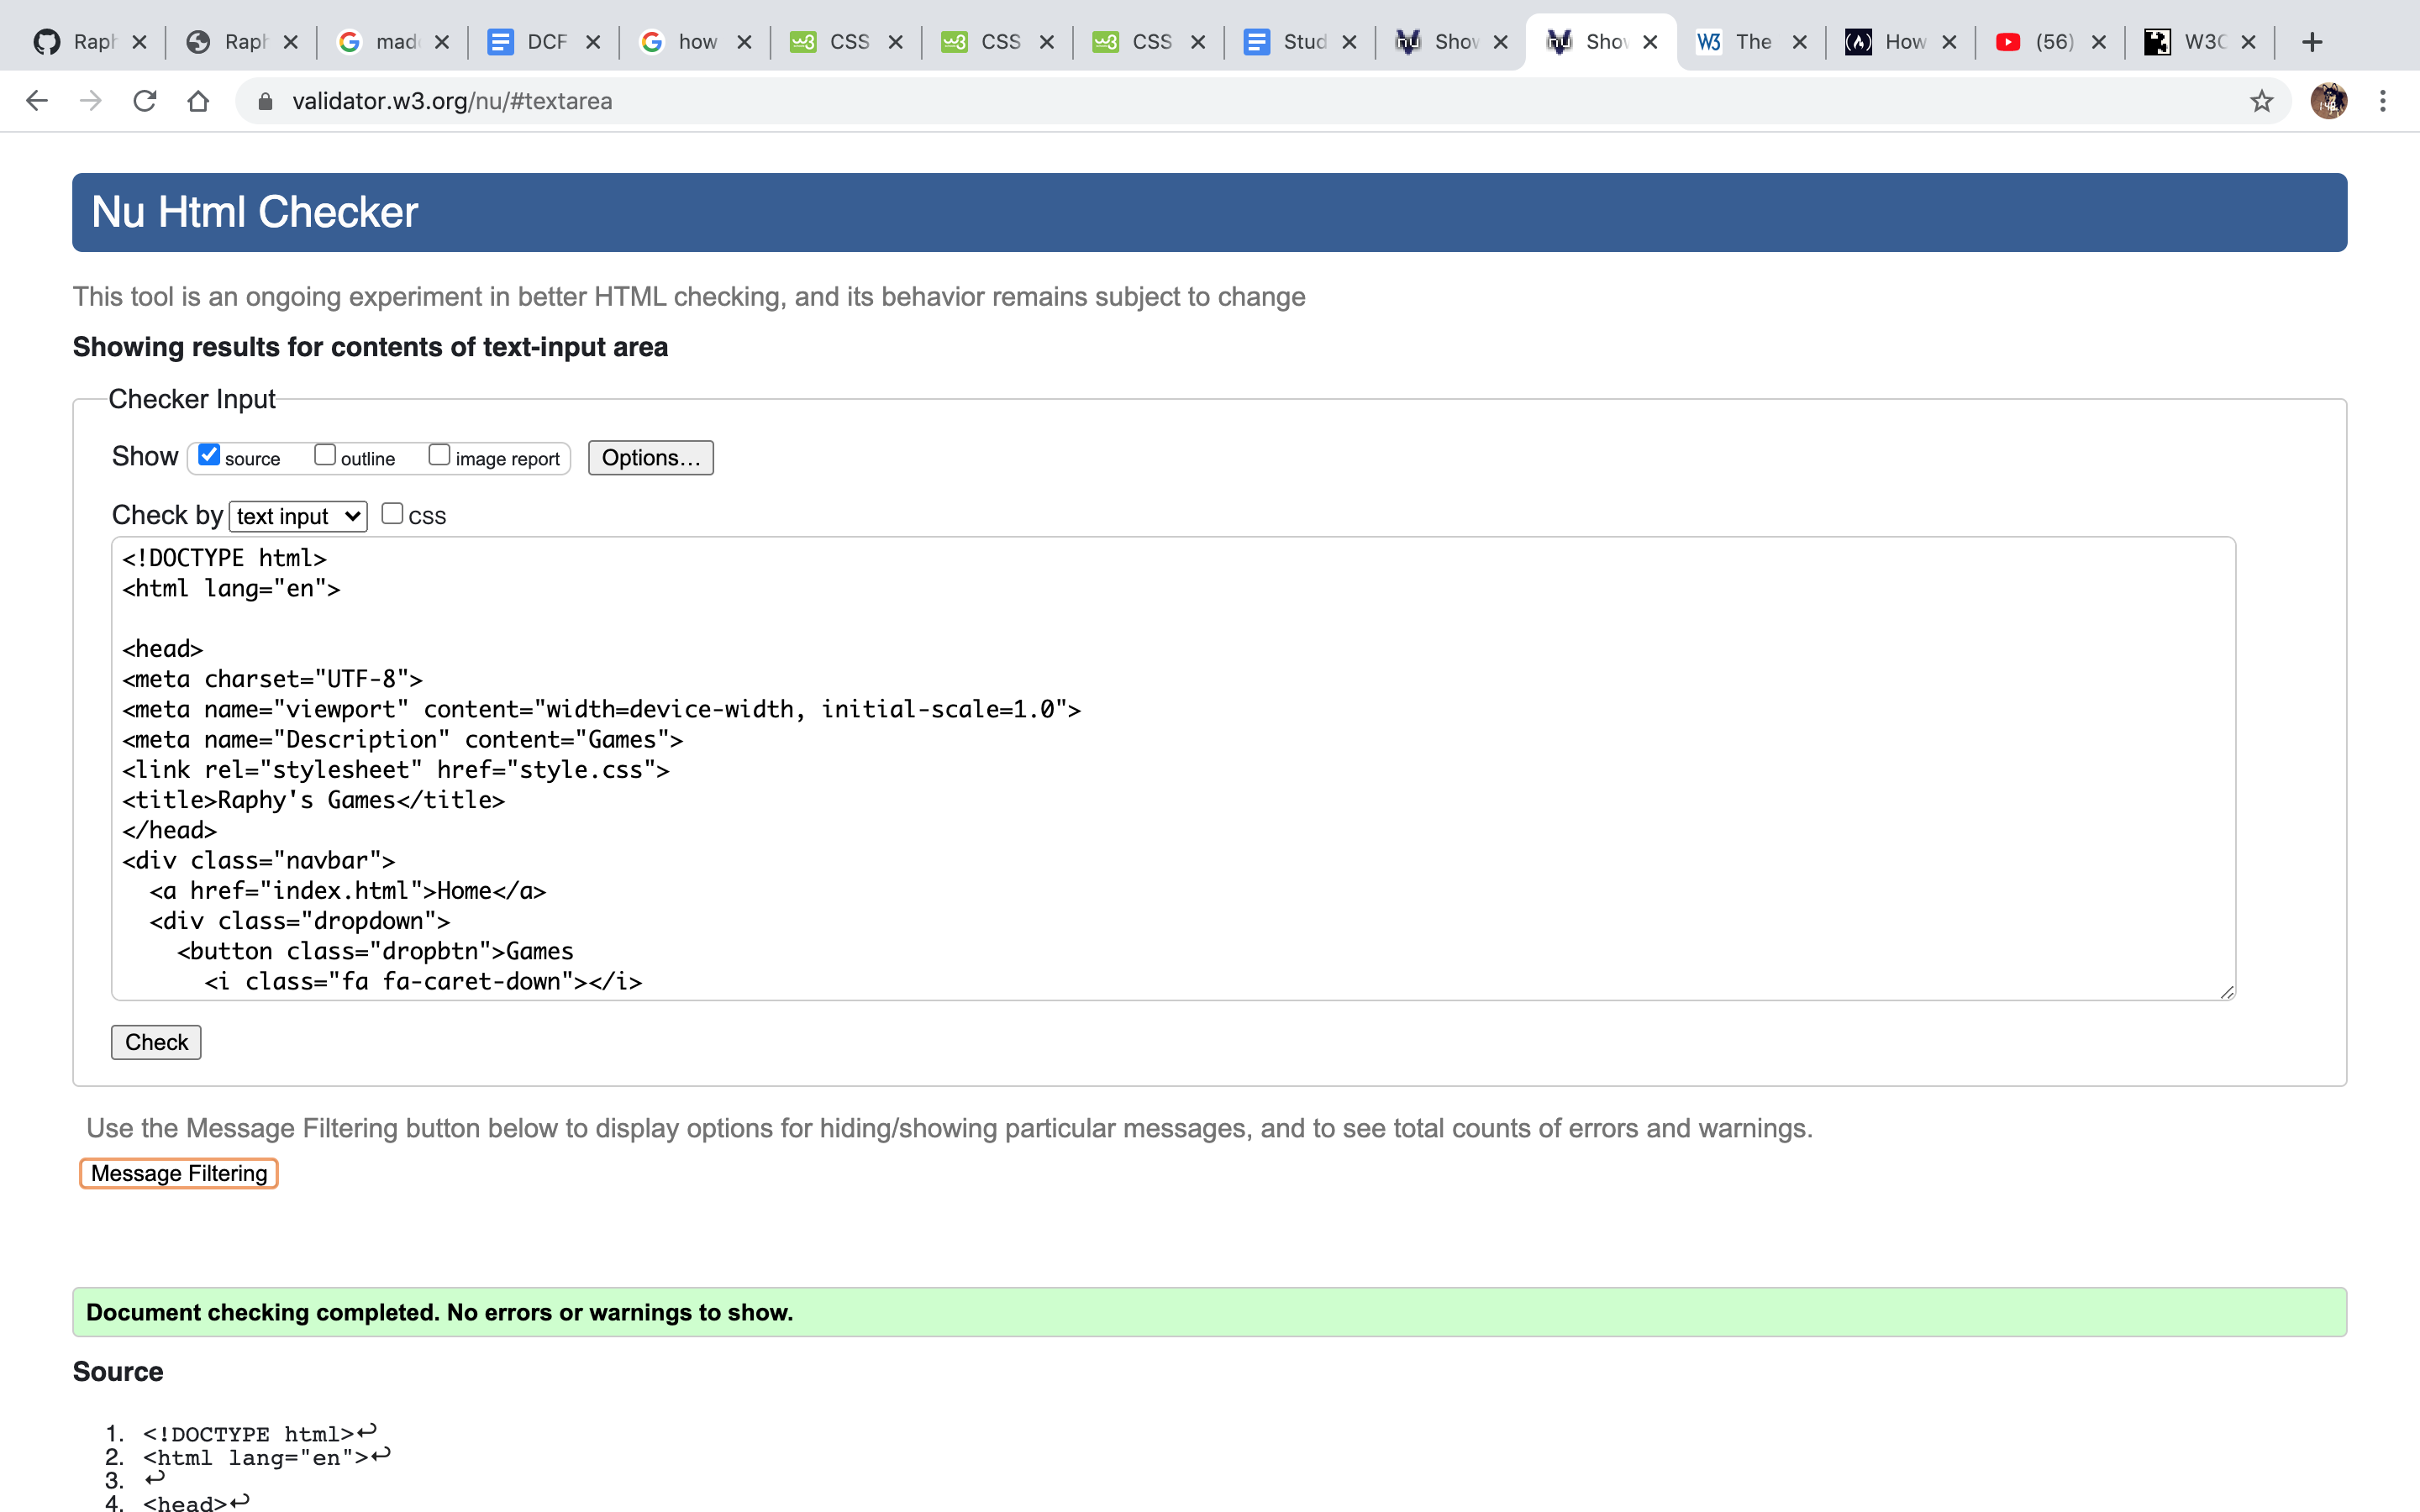 Raph
Raph
mad
DCF
how
CSS
CSS
CSS
Stud
Show
Show
The
How
(56)
W3C
validator.w3.org/nu/#textarea
Nu Html Checker
This tool is an ongoing experiment in better HTML checking, and its behavior remains subject to change
Showing results for contents of text-input area
Checker Input
Show source outline image report Options...
Check by text input CSS
<!DOCTYPE html>
<html lang="en">
<head>
<meta charset="UTF-8">
<meta name="viewport" content="width=device-width, initial-scale=1.0">
<meta name="Description" content="Games">
<link rel="stylesheet" href="style.css">
<title>Raphy's Games</title>
</head>
<div class="navbar">
<a href="index.html">Home</a>
<div class="dropdown">
<button class="dropbtn">Games
<i class="fa fa-caret-down"></i>
Check
Use the Message Filtering button below to display options for hiding/showing particular messages, and to see total counts of errors and warnings.
Message Filtering
Document checking completed. No errors or warnings to show.
Source
1. <!DOCTYPE html>↩
2. <html lang="en">↩
3. ↩
4. <head>↩